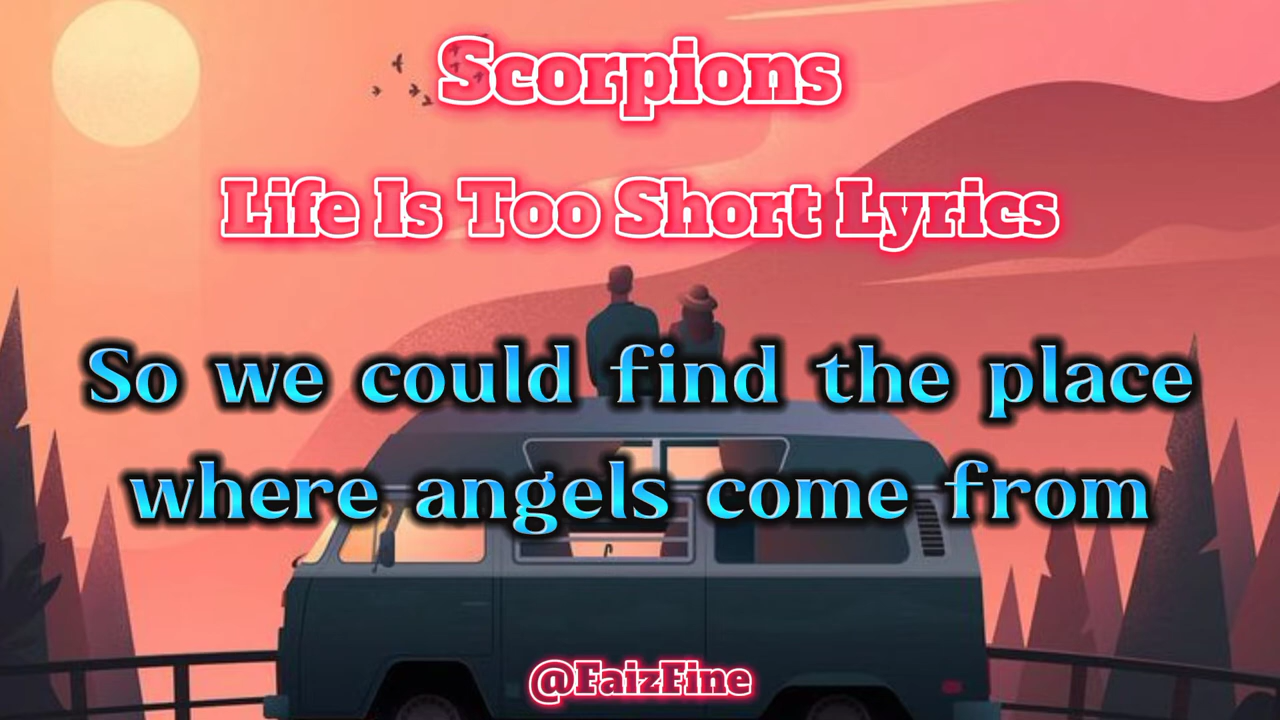 Scorpions
Life Is Too Short Lyrics
So we could find the place
where angels come from
@FaizFine